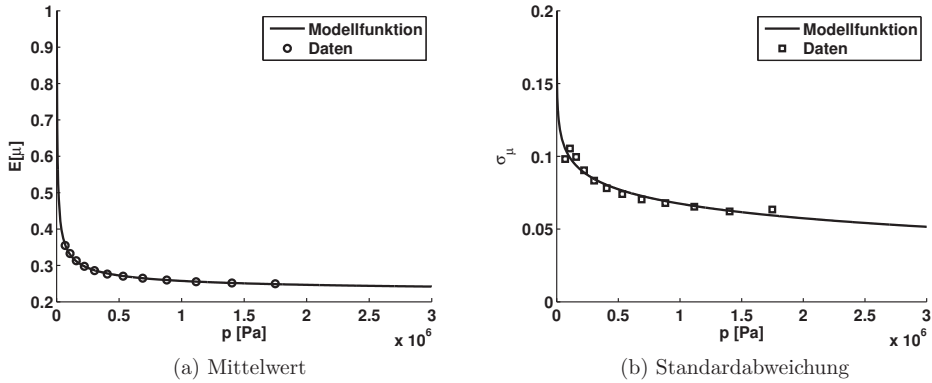 1
0.9
0.8
0.7
0.6
0.5
0.4
0.3
0.2
E[μ]
0 0.5 1 1.5 2 2.5 3
p [Pa]
x 10^6
Modellfunktion
Daten
(a) Mittelwert
0.2
0.15
0.1
0.05
0
σ_μ
0 0.5 1 1.5 2 2.5 3
p [Pa]
x 10^6
Modellfunktion
Daten
(b) Standardabweichung